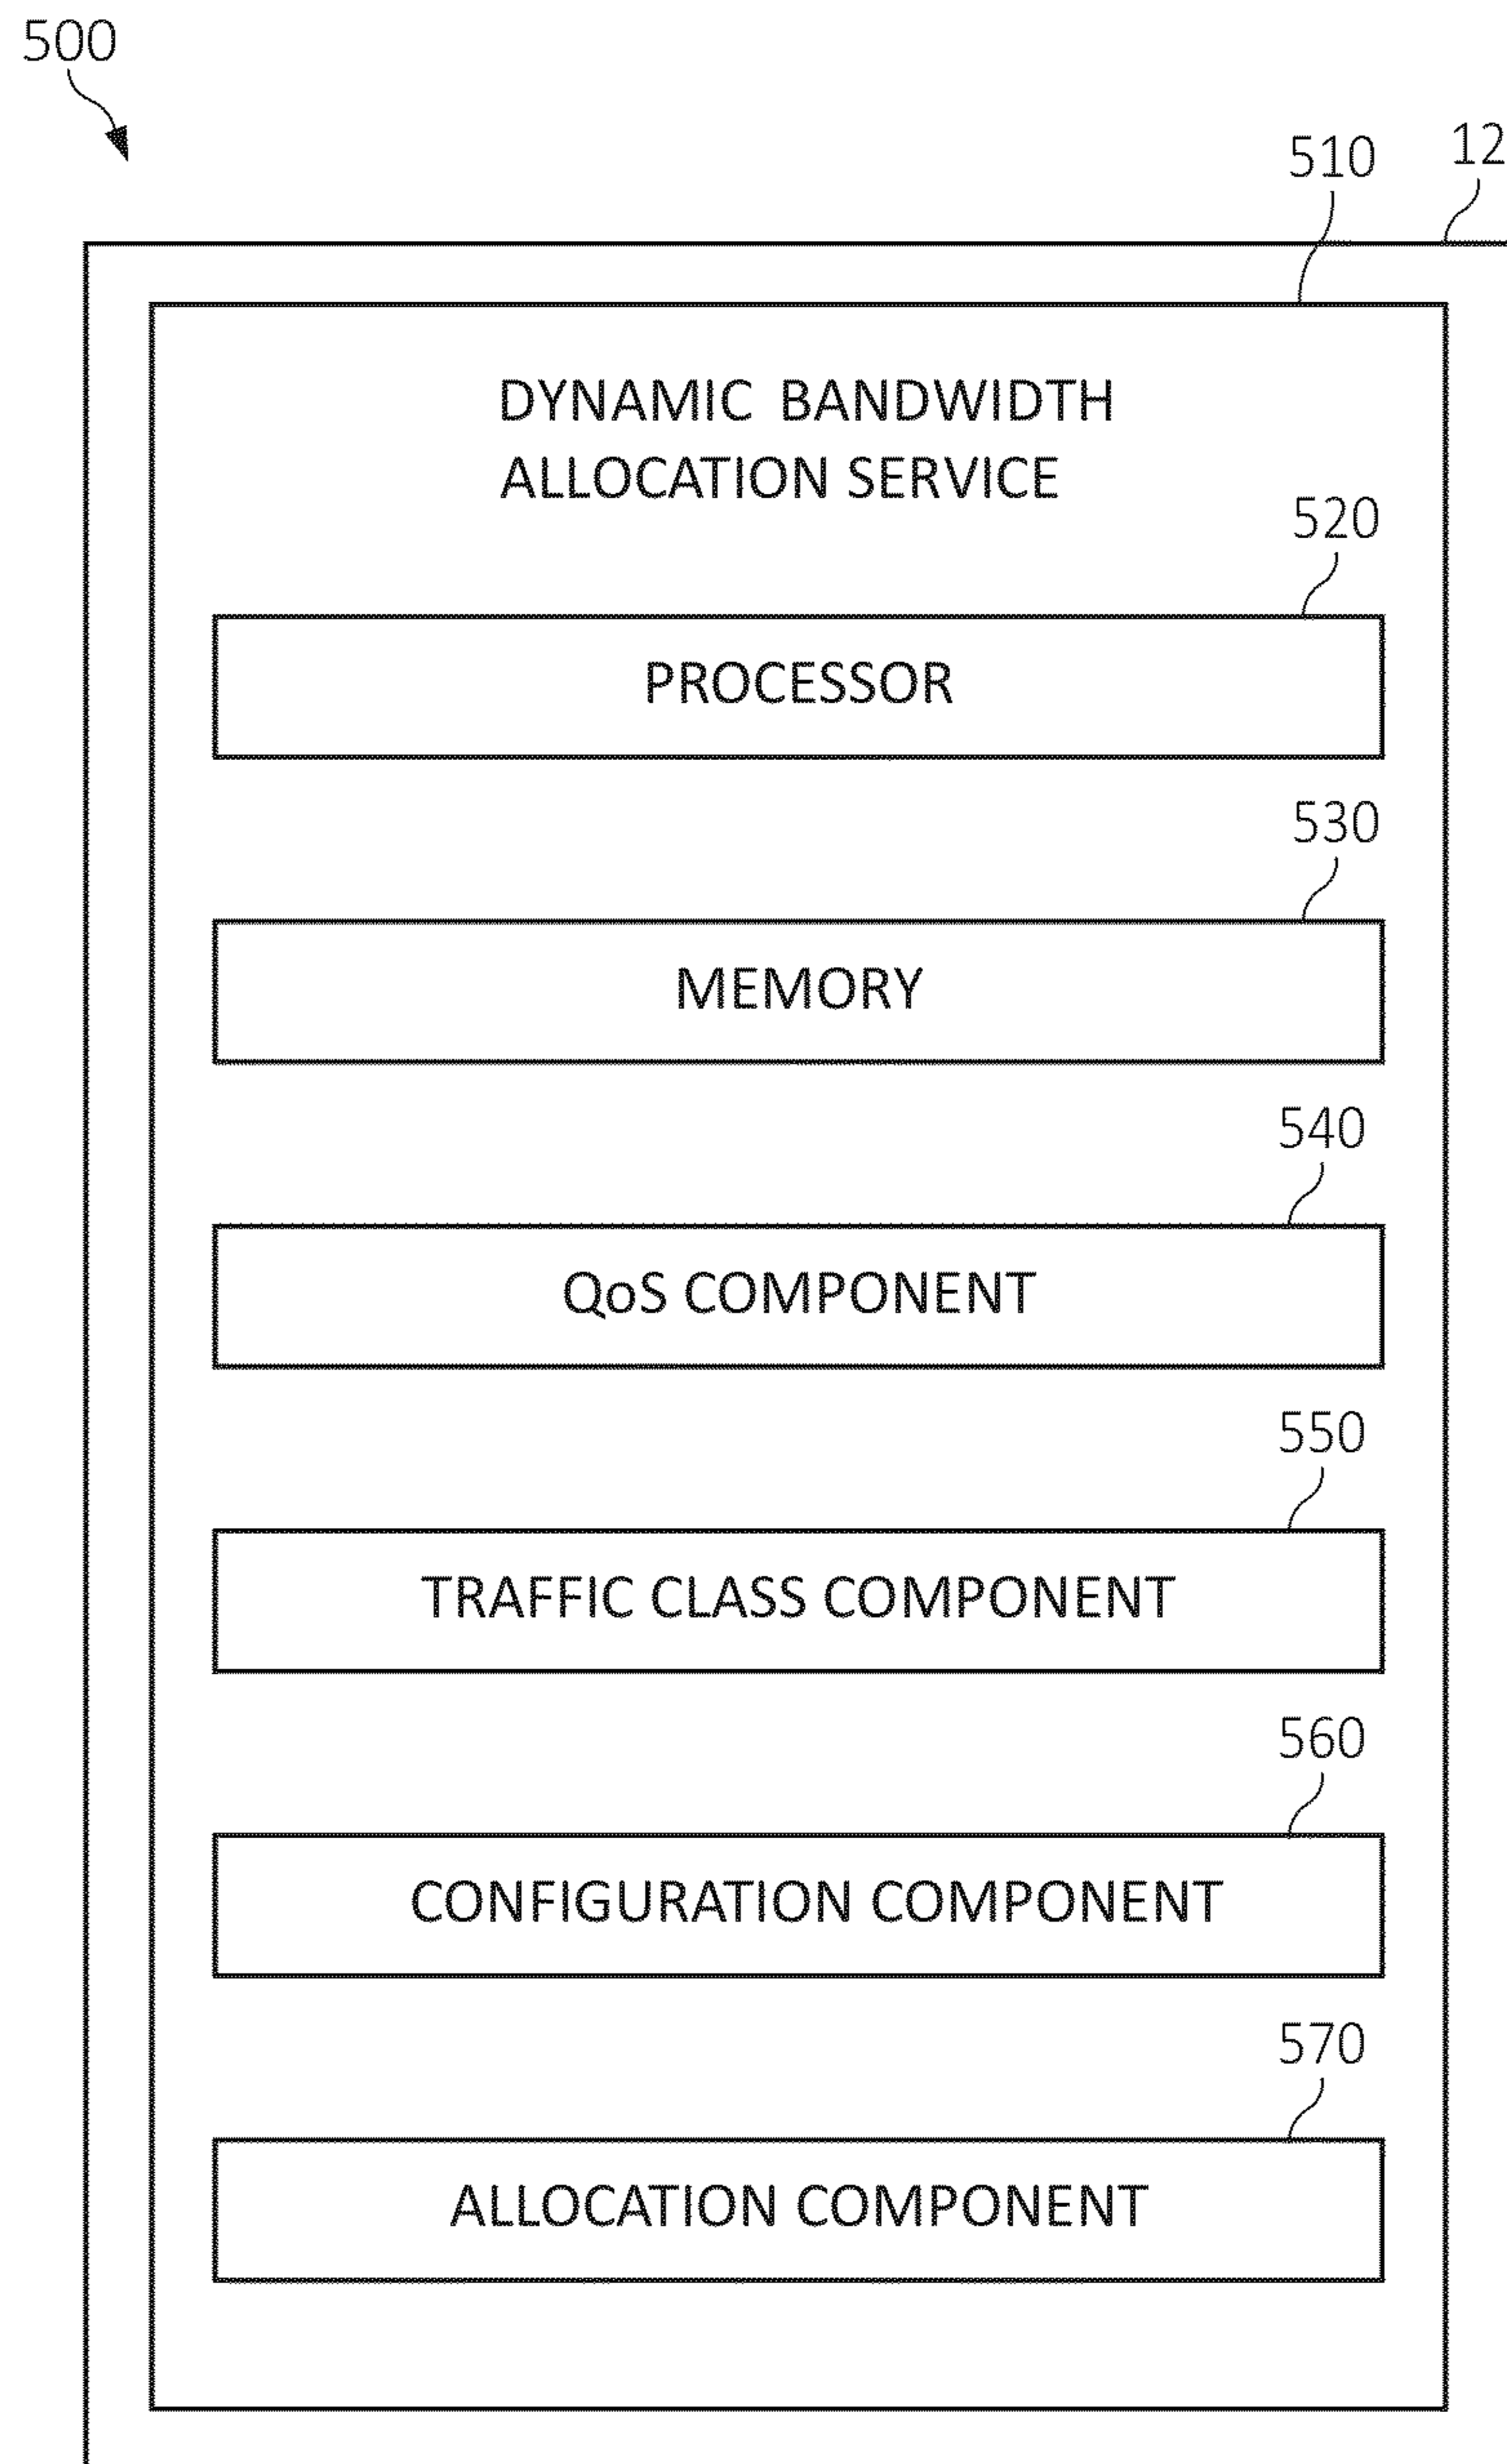 500
510
12
DYNAMIC BANDWIDTH
ALLOCATION SERVICE
520
PROCESSOR
530
MEMORY
540
QoS COMPONENT
550
TRAFFIC CLASS COMPONENT
560
CONFIGURATION COMPONENT
570
ALLOCATION COMPONENT